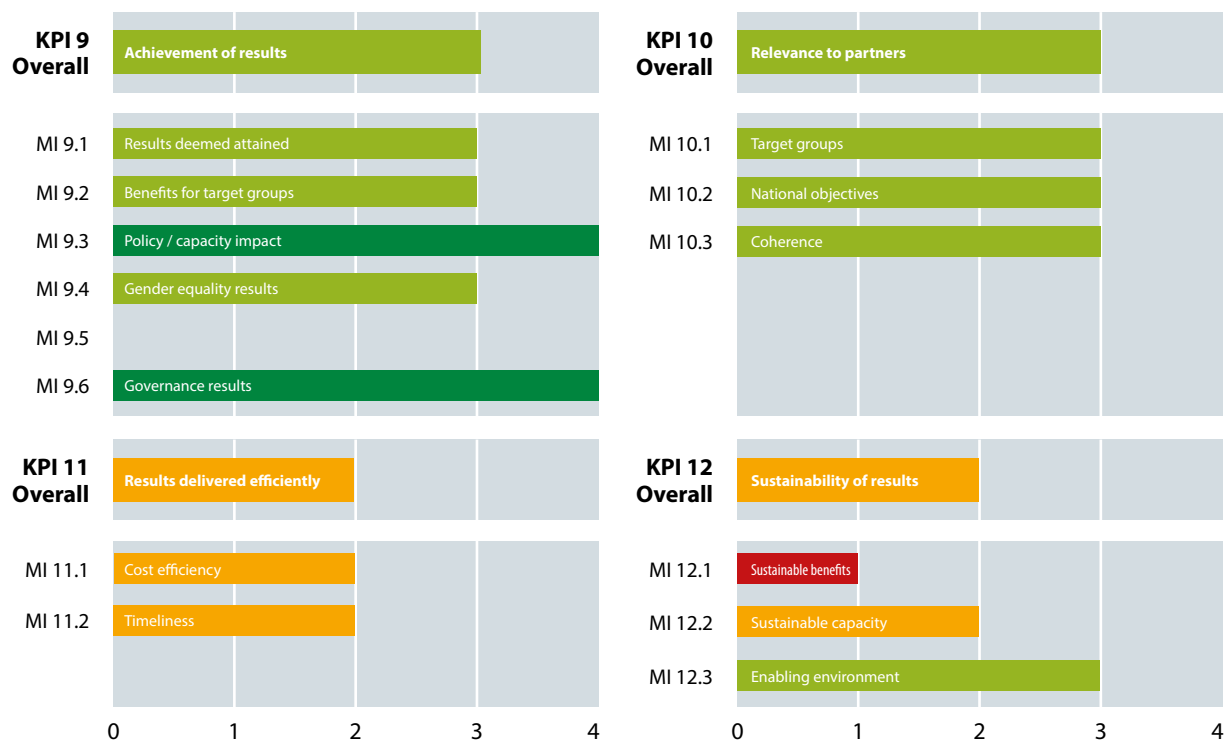 KPI 9
Overall
Achievement of results
MI 9.1
Results deemed attained
MI 9.2
Benefits for target groups
MI 9.3
Policy / capacity impact
MI 9.4
Gender equality results
MI 9.5
MI 9.6
Governance results
KPI 10
Overall
Relevance to partners
MI 10.1
Target groups
MI 10.2
National objectives
MI 10.3
Coherence
KPI 11
Overall
Results delivered efficiently
MI 11.1
Cost efficiency
MI 11.2
Timeliness
0 1 2 3 4
KPI 12
Overall
Sustainability of results
MI 12.1
Sustainable benefits
MI 12.2
Sustainable capacity
MI 12.3
Enabling environment
0 1 2 3 4